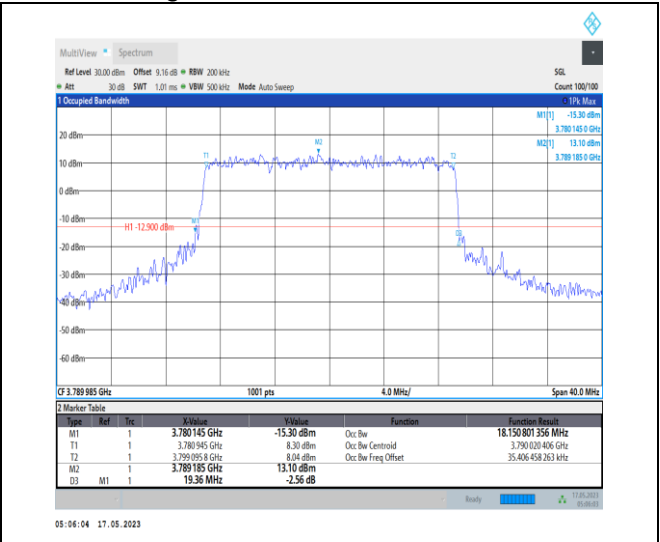 MultiView Spectrum
Ref Level 30.00 dBm Offset 9.16 dB RBW 200 kHz SGL
Att 30 dB SWT 1.01 ms VBW 500 kHz Mode Auto Sweep Count 100/100
1 Occupied Bandwidth 1Pk Max
M1[1] -15.30 dBm
3.780 145 0 GHz
M2[1] 13.10 dBm
3.789 185 0 GHz
20 dBm
M2
T1 T2
10 dBm
0 dBm
-10 dBm
M1
H1 -12.900 dBm
D3
-20 dBm
-30 dBm
-40 dBm
-50 dBm
-60 dBm
CF 3.789 985 GHz 1001 pts 4.0 MHz/ Span 40.0 MHz
2 Marker Table
Type Ref Trc X-Value Y-Value Function Function Result
M1 1 3.780 145 GHz -15.30 dBm Occ Bw 18.150 801 356 MHz
T1 1 3.780 945 GHz 8.30 dBm Occ Bw Centroid 3.790 020 406 GHz
T2 1 3.799 095 8 GHz 8.04 dBm Occ Bw Freq Offset 35.406 458 263 kHz
M2 1 3.789 185 GHz 13.10 dBm
D3 M1 1 19.36 MHz -2.56 dB
Ready 17.05.2023
05:06:03
05:06:04 17.05.2023